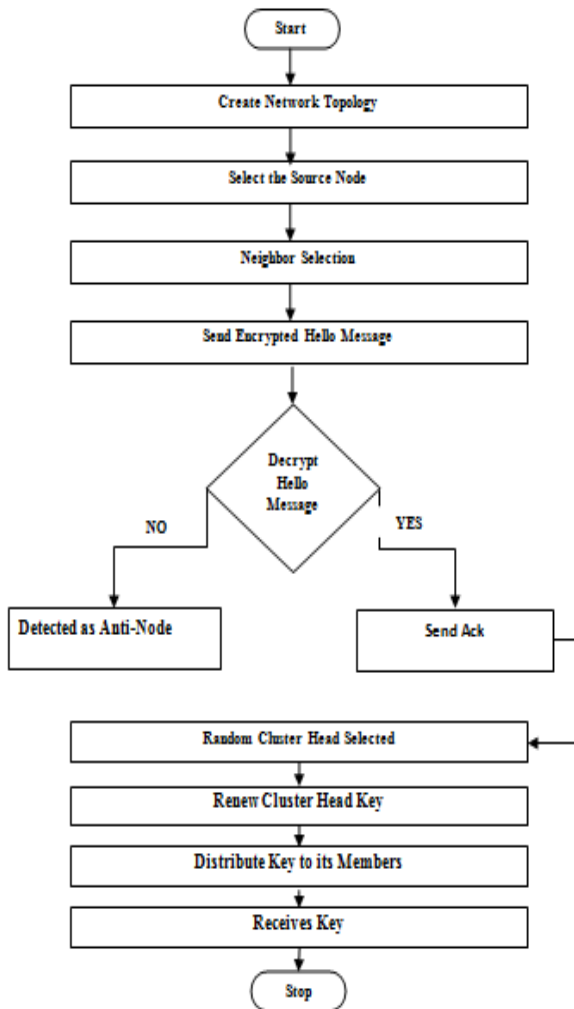 Start
Create Network Topology
Select the Source Node
Neighbor Selection
Send Encrypted Hello Message
Decrypt
Hello
Message
NO
YES
Detected as Anti-Node
Send Ack
Random Cluster Head Selected
Renew Cluster Head Key
Distribute Key to its Members
Receives Key
Stop